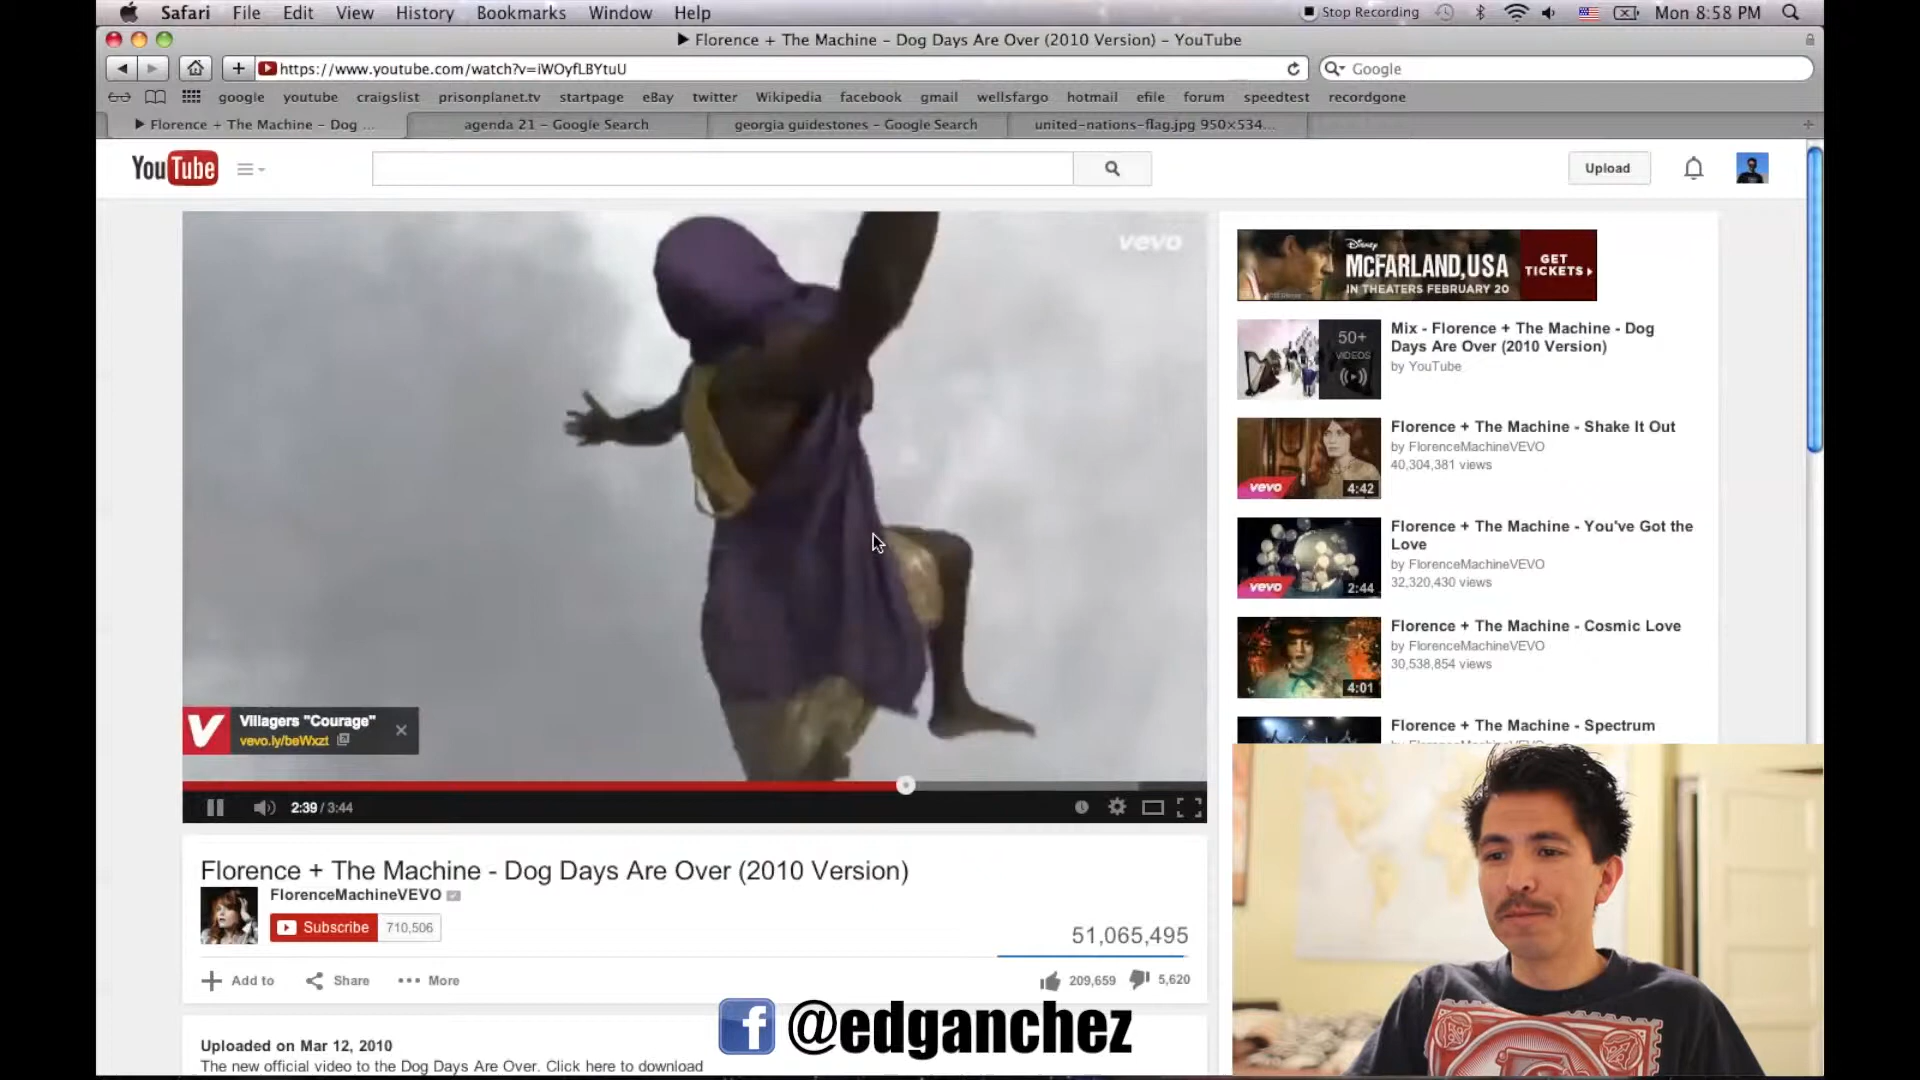 Safari File Edit View History Bookmarks Window Help Stop Recording Mon 8:58 PM
Florence + The Machine - Dog Days Are Over (2010 Version) - YouTube
https://www.youtube.com/watch?v=iWOyfLBYtuU Google
google youtube craigslist prisonplanet.tv startpage eBay twitter Wikipedia facebook gmail wellsfargo hotmail efile forum speedtest recordgone
Florence + The Machine - Dog ... agenda 21 - Google Search georgia guidestones - Google Search united-nations-flag.jpg 950×534...
YouTube Upload
vevo
Disney
McFARLAND, USA
IN THEATERS FEBRUARY 20
GET
TICKETS
50+
VIDEOS
Mix - Florence + The Machine - Dog
Days Are Over (2010 Version)
by YouTube
Florence + The Machine - Shake It Out
by FlorenceMachineVEVO
40,304,381 views
vevo 4:42
Florence + The Machine - You've Got the
Love
by FlorenceMachineVEVO
32,320,430 views
vevo 2:44
Florence + The Machine - Cosmic Love
by FlorenceMachineVEVO
30,538,854 views
4:01
Florence + The Machine - Spectrum
Villagers "Courage"
vevo.ly/beWxzt
2:39 / 3:44
Florence + The Machine - Dog Days Are Over (2010 Version)
FlorenceMachineVEVO
Subscribe 710,506
51,065,495
Add to Share More 209,659 5,620
f @edganchez
Uploaded on Mar 12, 2010
The new official video to the Dog Days Are Over. Click here to download